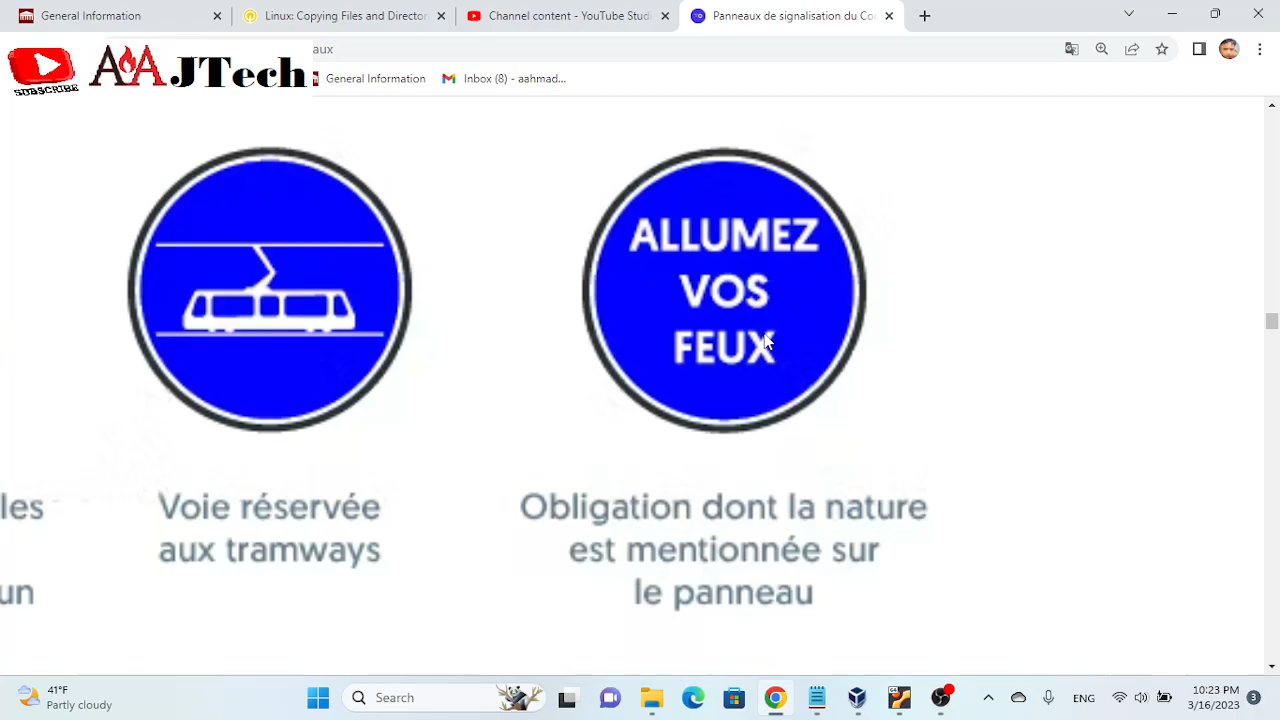 General Information
Linux Copying Files and Director
Channel content - YouTube Studi
Panneaux de signalisation du Co
aux
SUBSCRIBE
AAJTech
General Information
Inbox (8) - aahmad...
ALLUMEZ
VOS
FEUX
les
un
Voie réservée
aux tramways
Obligation dont la nature
est mentionnée sur
le panneau
41°F
Partly cloudy
Search
ENG
10:03 PM
3/16/2023
3